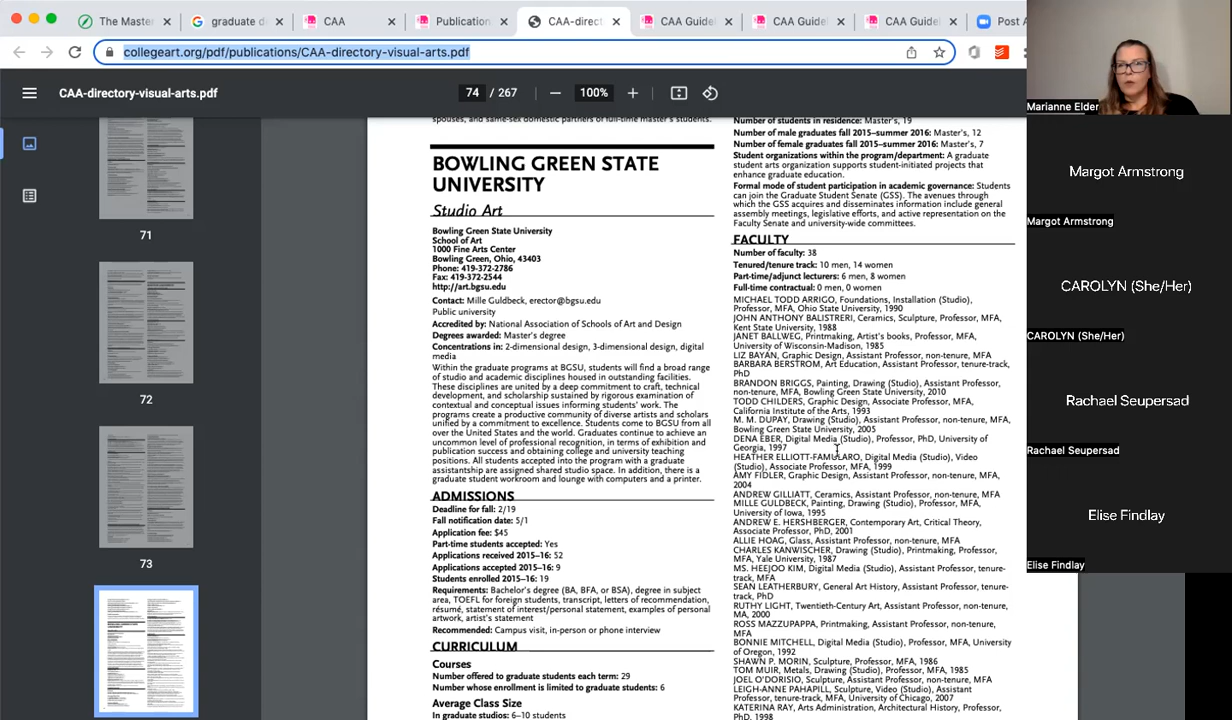 The Master
graduate di
CAA
Publication
CAA-direct
CAA Guidel
CAA Guidel
CAA Guidel
Post A
collegeart.org/pdf/publications/CAA-directory-visual-arts.pdf
CAA-directory-visual-arts.pdf
74 / 267
100%
71
72
73
spouses, and same-sex domestic partners of full-time master's students.
BOWLING GREEN STATE
UNIVERSITY
Studio Art
Bowling Green State University
School of Art
1000 Fine Arts Center
Bowling Green, Ohio, 43403
Phone: 419-372-2786
Fax: 419-372-2544
http://art.bgsu.edu
Contact: Mille Guldbeck, erector@bgsu.edu
Public university
Accredited by: National Association of Schools of Art and Design
Degrees awarded: Master's degree
Concentrations in: 2-dimensional design, 3-dimensional design, digital
media
Within the graduate programs at BGSU, students will find a broad range
of studio and academic disciplines housed in outstanding facilities.
These disciplines are united by a deep commitment to craft, technical
development, and scholarship sustained by rigorous examination of
contextual and conceptual issues informing students' work. The
programs create a productive community of diverse artists and scholars
unified by a commitment to excellence. Students come to BGSU from all
over the United States and the world. Graduates continue to achieve an
uncommon level of professional recognition, in terms of exhibition and
publication success and obtaining college and university teaching
positions. All students accepted into the program with a graduate
assistantship are assigned shared studio space. In addition, there is a
graduate student workroom and lounge with computers and a printer.
ADMISSIONS
Deadline for fall: 2/19
Fall notification date: 5/1
Application fee: $45
Part-time students accepted: Yes
Applications received 2015–16: 52
Applications accepted 2015–16: 9
Students enrolled 2015–16: 19
Requirements: Bachelor's degree (BA, BFA, or BSA), degree in subject
area, TOEFL for foreign students, transcript, letters of recommendation,
résumé, statement of interest/personal statement, examples of personal
artwork, artist's statement
Recommended: Campus visit, in-person or phone interview
CURRICULUM
Courses
Number offered to graduate students each term: 29
Number whose enrollment is limited to graduate students: 6
Average Class Size
In graduate studios: 6–10 students
Number of students in residence: Master's, 19
Number of male graduates fall 2015–summer 2016: Master's, 12
Number of female graduates fall 2015–summer 2016: Master's, 7
Student organizations within the program/department: A graduate
student arts organization supports student-initiated projects that
enhance graduate education.
Formal mode of student participation in academic governance: Students
can join the Graduate Student Senate (GSS). The avenues through
which the GSS acquires and disseminates information include general
assembly meetings, legislative efforts, and active representation on the
Faculty Senate and university-wide committees.
FACULTY
Number of faculty: 38
Tenured/tenure track: 10 men, 14 women
Part-time/adjunct lecturers: 6 men, 8 women
Full-time contractual: 0 men, 0 women
MICHAEL TODD ARRIGO, Foundations, Installation (Studio),
Professor, MFA, Ohio State University, 1990
JOHN ANTHONY BALISTRERI, Ceramics, Sculpture, Professor, MFA,
Kent State University, 1988
JANET BALLWEG, Printmaking, Artist's books, Professor, MFA,
University of Wisconsin-Madison, 1985
LIZ BAYAN, Graphic Design, Assistant Professor, non-tenure, MFA
BARBARA BERSTROM, Art Education, Assistant Professor, tenure-track,
PhD
BRANDON BRIGGS, Painting, Drawing (Studio), Assistant Professor,
non-tenure, MFA, Bowling Green State University, 2010
TODD CHILDERS, Graphic Design, Associate Professor, MFA,
California Institute of the Arts, 1993
M. M. DUPAY, Drawing (Studio), Assistant Professor, non-tenure, MFA,
Bowling Green State University, 2005
DENA EBER, Digital Media (Studio), Professor, PhD, University of
Georgia, 1997
HEATHER ELLIOTT-FAMULARO, Digital Media (Studio), Video
(Studio), Associate Professor, MFA, 1999
AMY FIDLER, Graphic Design, Assistant Professor, non-tenure, MFA,
2004
ANDREW GILLIATT, Ceramics, Assistant Professor, non-tenure, MFA
MILLE GULDBECK, Painting, Drawing (Studio), Professor, MFA,
University of Iowa, 1995
ANDREW E. HERSHBERGER, Contemporary Art, Critical Theory,
Associate Professor, PhD, 2001
ALLIE HOAG, Glass, Assistant Professor, non-tenure, MFA
CHARLES KANWISCHER, Drawing (Studio), Printmaking, Professor,
MFA, Yale University, 1987
MS. HEEJOO KIM, Digital Media (Studio), Assistant Professor, tenure-
track, MFA
SEAN LEATHERBURY, General Art History, Assistant Professor, tenure-
track, PhD
RUTHY LIGHT, Twentieth-Century Art, Assistant Professor, non-tenure,
MA, 2000
ROSS MAZZUPAPPA, Printmaking, Assistant Professor, non-tenure,
MFA
BONNIE MITCHELL, Digital Media (Studio), Professor, MFA, University
of Oregon, 1992
SHAWN P. MORIN, Sculpture, Professor, MFA, 1986
TOM MUIR, Metals, Drawing (Studio), Professor, MFA, 1985
JOEL O'DORISIO, Sculpture, Assistant Professor, non-tenure, MFA
LEIGH-ANNE PAHAPILL, Sculpture, Video (Studio), Assistant
Professor, tenure-track, MFA, University of Chicago, 2007
KATERINA RAY, Arts Administration, Architectural History, Professor,
PhD, 1998
Marianne Elder
Margot Armstrong
Margot Armstrong
CAROLYN (She/Her)
CAROLYN (She/Her)
Rachael Seupersad
Rachael Seupersad
Elise Findlay
Elise Findlay